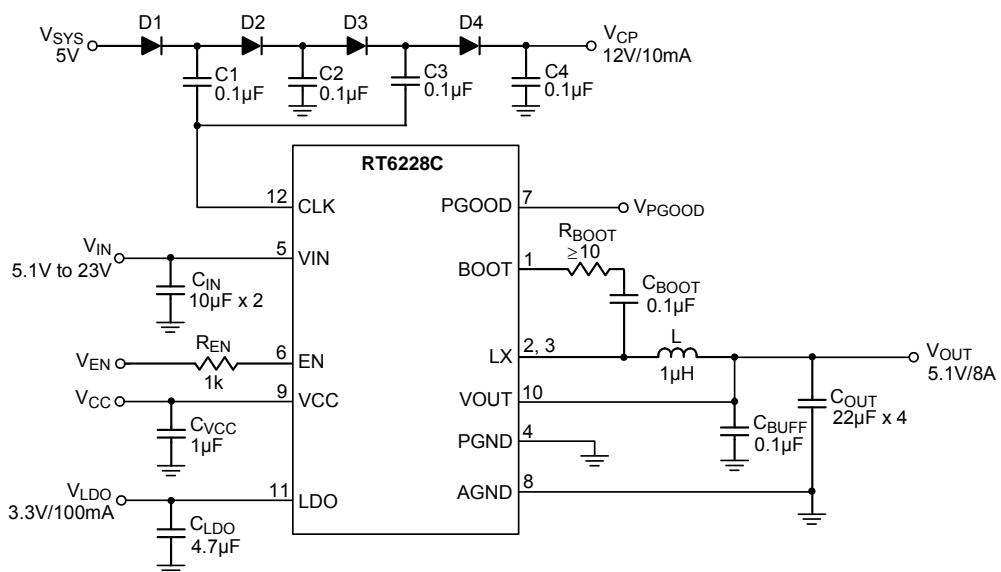 D1 D2 D3 D4
VSYS
5V
VCP
12V/10mA
C1
0.1µF
C2
0.1µF
C3
0.1µF
C4
0.1µF
RT6228C
12 CLK
PGOOD 7 VPGOOD
VIN
5.1V to 23V
5 VIN
CIN
10µF x 2
RBOOT
≥10
BOOT 1
CBOOT
0.1µF
VEN REN
1k
6 EN
LX 2, 3
L
1µH
VOUT
5.1V/8A
VCC 9 VCC
CVCC
1µF
VOUT 10
CBUFF
0.1µF
COUT
22µF x 4
PGND 4
AGND 8
VLDO
3.3V/100mA
11 LDO
CLDO
4.7µF